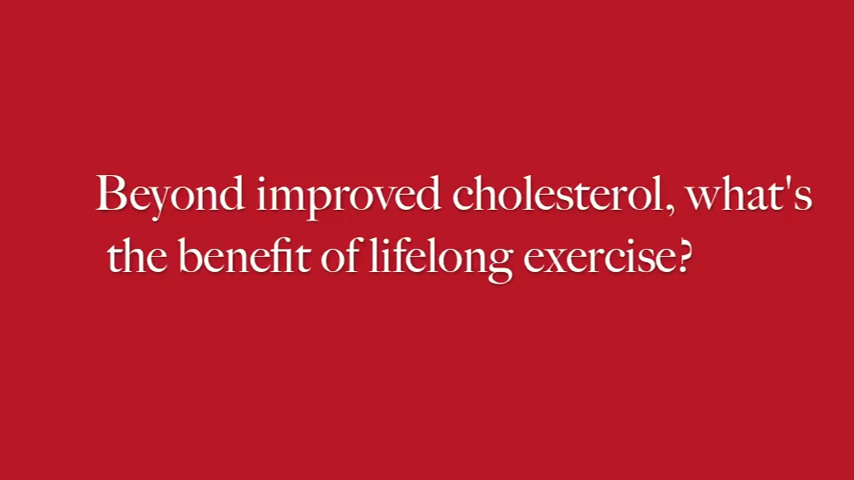 Beyond improved cholesterol, what's
the benefit of lifelong exercise?